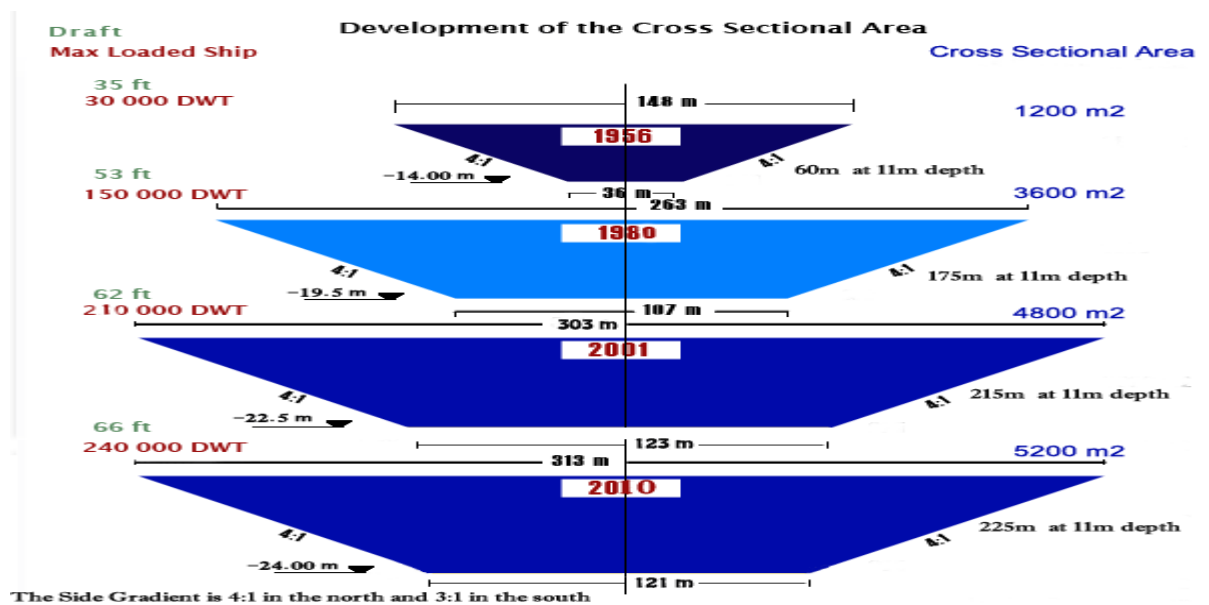 Development of the Cross Sectional Area
Draft
Max Loaded Ship
Cross Sectional Area
35 ft
30 000 DWT
148 m
1200 m2
1956
4:1
4:1
60m at 11m depth
-14.00 m
36 m
53 ft
150 000 DWT
263 m
3600 m2
1980
4:1
4:1
175m at 11m depth
-19.5 m
107 m
62 ft
210 000 DWT
303 m
4800 m2
2001
4:1
4:1
215m at 11m depth
-22.5 m
123 m
66 ft
240 000 DWT
313 m
5200 m2
2010
4:1
4:1
225m at 11m depth
-24.00 m
121 m
The Side Gradient is 4:1 in the north and 3:1 in the south